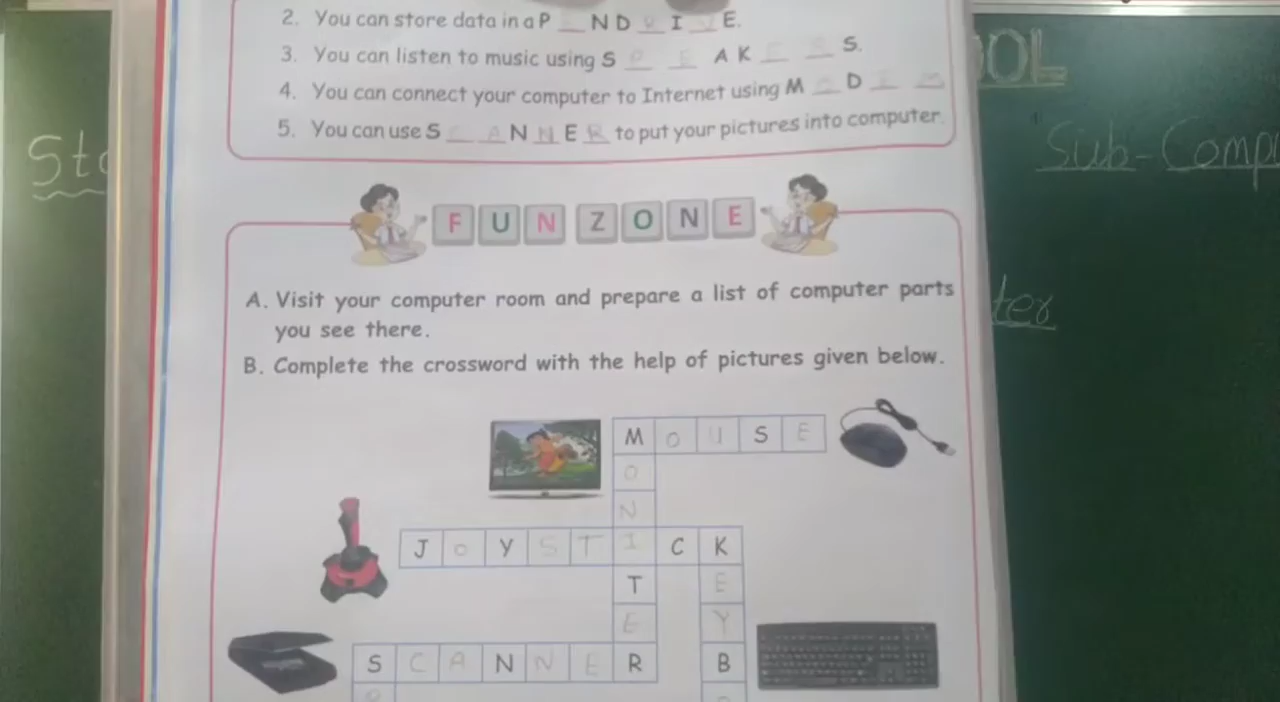 2. You can store data in a P _ N D R I V E.
3. You can listen to music using S P E A K E R S.
4. You can connect your computer to Internet using M O D E M
5. You can use S C A N N E R to put your pictures into computer.
OL
Sub-Comp
FUN ZONE
A. Visit your computer room and prepare a list of computer parts
you see there.
ter
B. Complete the crossword with the help of pictures given below.
M O U S E
O
N
J O Y S T I C K
T E
E Y
S C A N N E R B